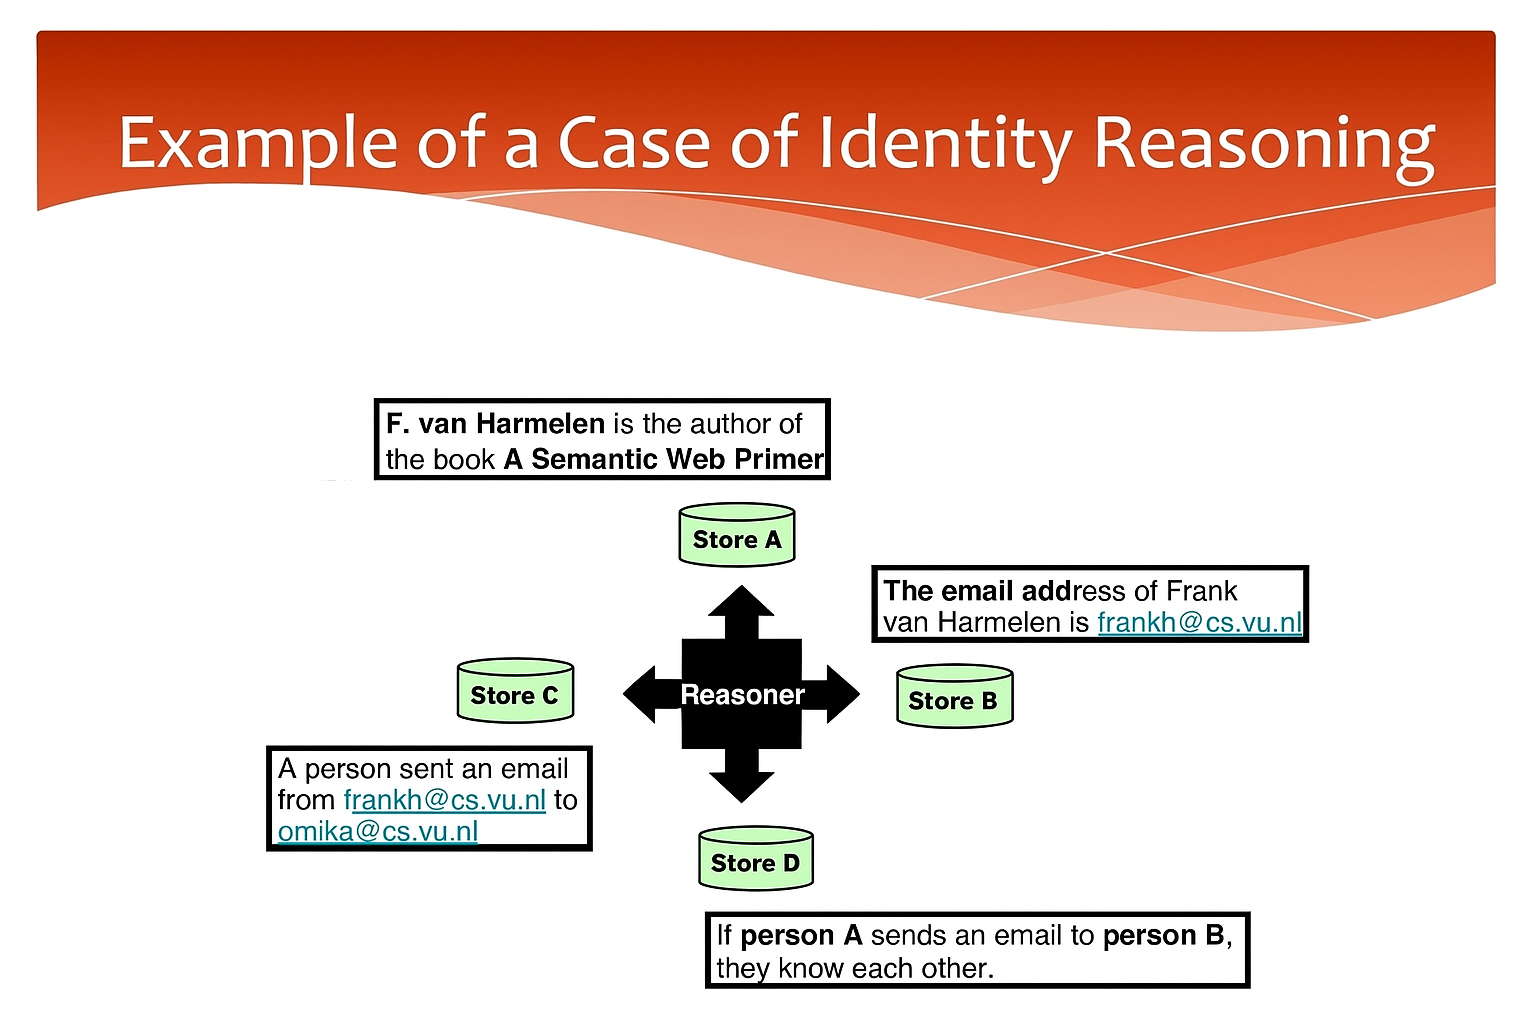 Example of a Case of Identity Reasoning
F. van Harmelen is the author of
the book A Semantic Web Primer
Store A
The email address of Frank
van Harmelen is frankh@cs.vu.nl
Store C
Reasoner
Store B
A person sent an email
from frankh@cs.vu.nl to
omika@cs.vu.nl
Store D
If person A sends an email to person B,
they know each other.